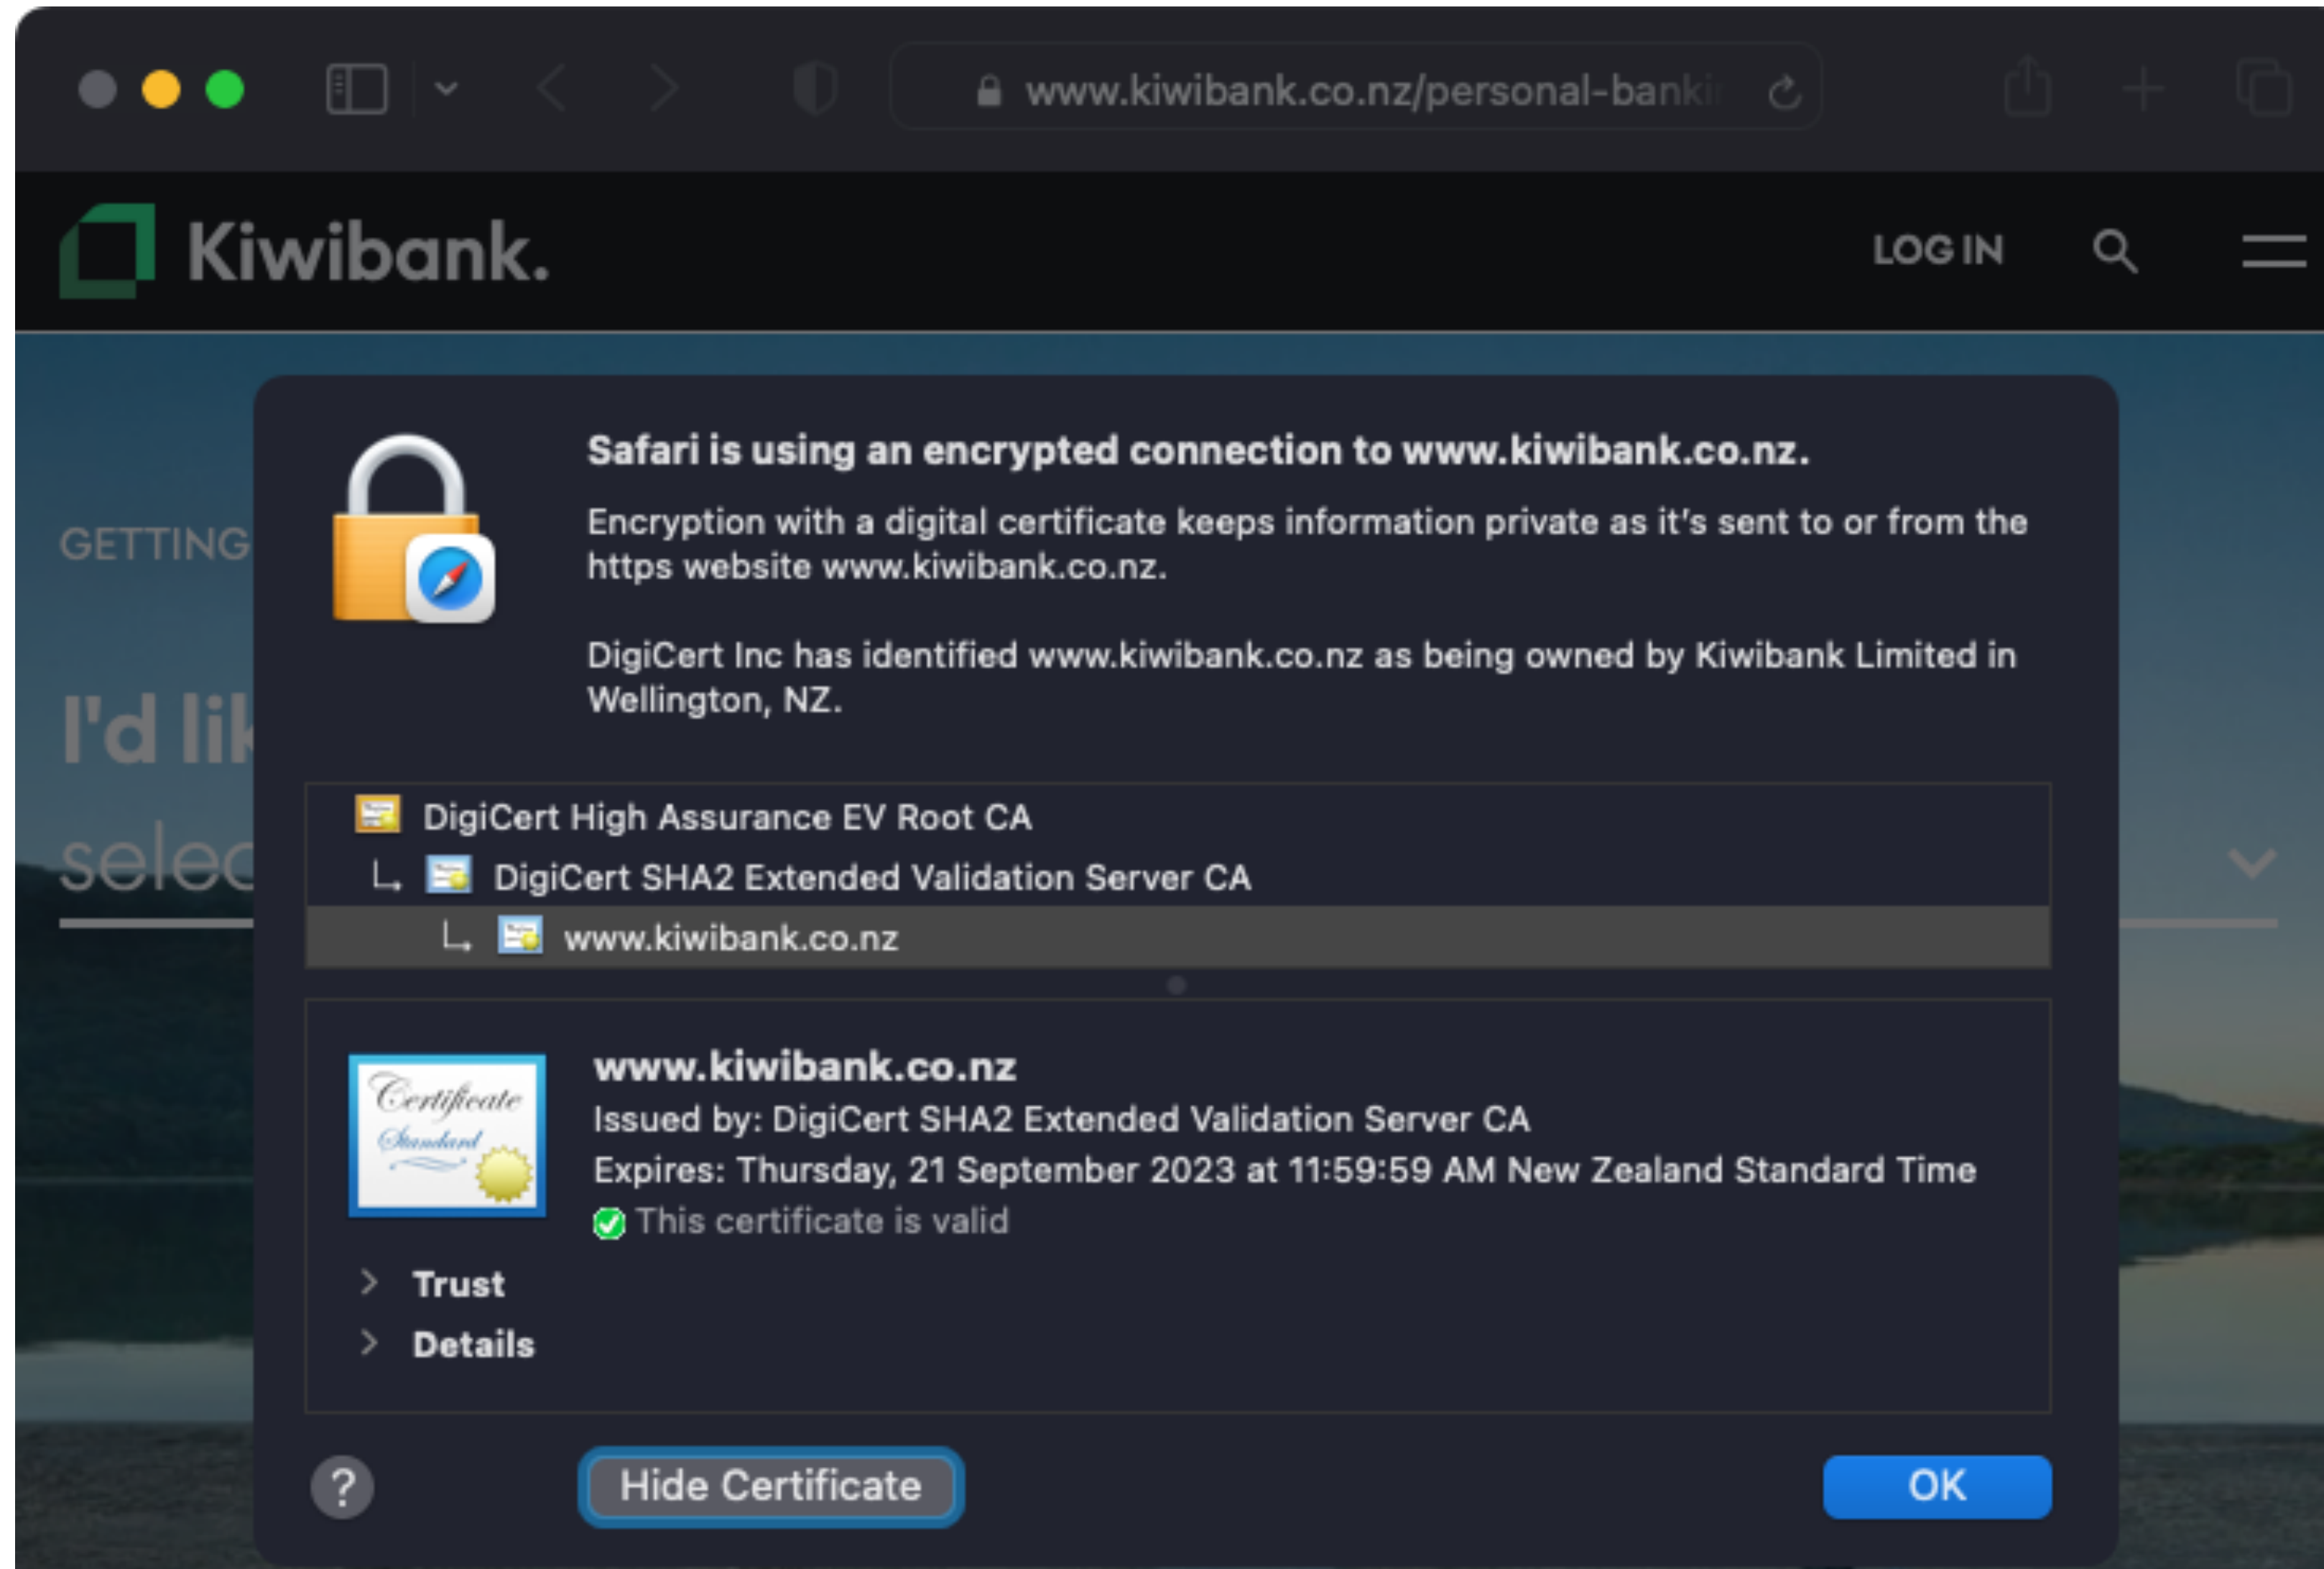 www.kiwibank.co.nz/personal-banki
Kiwibank.
LOG IN
GETTING
I'd lik
selec
Safari is using an encrypted connection to www.kiwibank.co.nz.
Encryption with a digital certificate keeps information private as it's sent to or from the
https website www.kiwibank.co.nz.
DigiCert Inc has identified www.kiwibank.co.nz as being owned by Kiwibank Limited in
Wellington, NZ.
DigiCert High Assurance EV Root CA
DigiCert SHA2 Extended Validation Server CA
www.kiwibank.co.nz
Certificate
Standard
www.kiwibank.co.nz
Issued by: DigiCert SHA2 Extended Validation Server CA
Expires: Thursday, 21 September 2023 at 11:59:59 AM New Zealand Standard Time
This certificate is valid
Trust
Details
?
Hide Certificate
OK